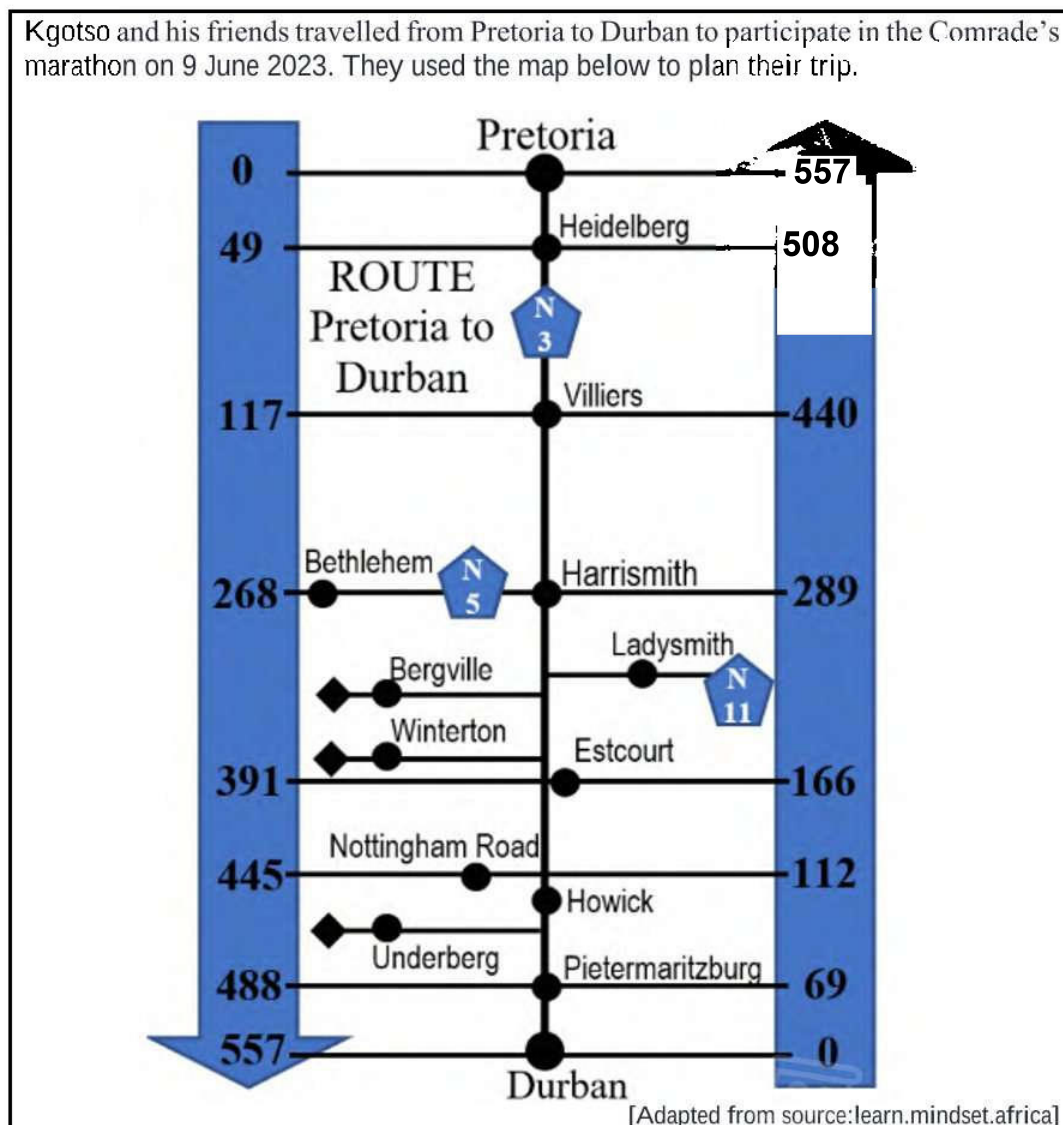 Kgotso and his friends travelled from Pretoria to Durban to participate in the Comrade's
marathon on 9 June 2023. They used the map below to plan their trip.
Pretoria
0
557
Heidelberg
49
508
ROUTE
Pretoria to
Durban
N
3
Villiers
117
440
Bethlehem
N
5
Harrismith
268
289
Ladysmith
N
11
Bergville
Winterton
Estcourt
391
166
Nottingham Road
445
112
Howick
Underberg
Pietermaritzburg
488
69
557
0
Durban
[Adapted from source:learn.mindset.africa]